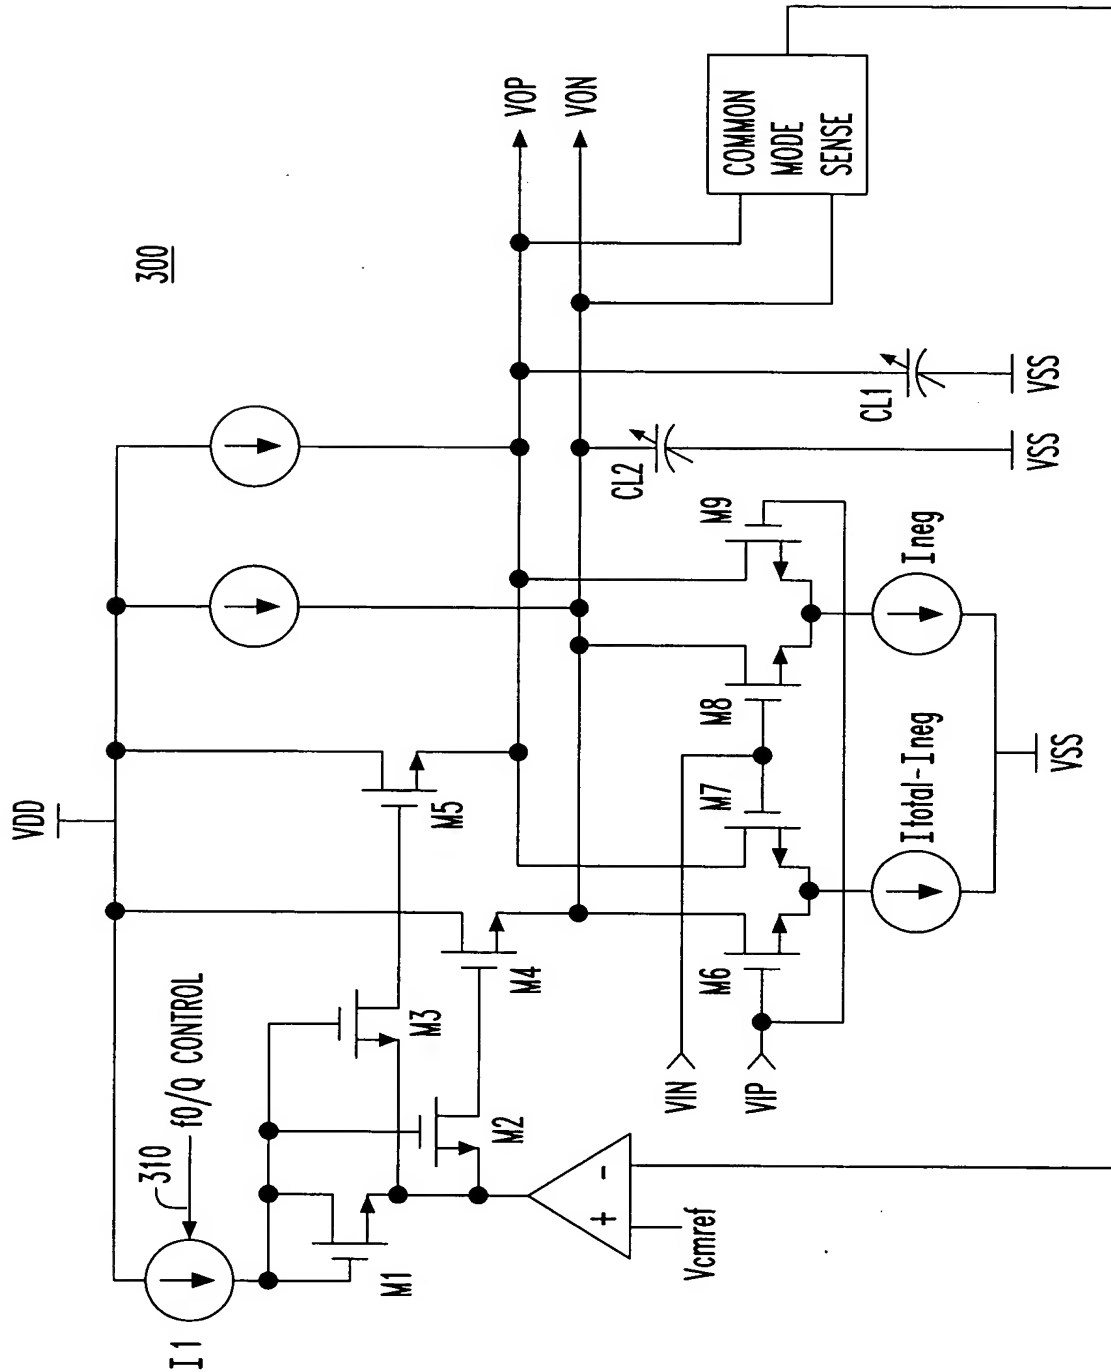 300
VDD
I1
310
f0/Q CONTROL
M1
M2
M3
M4
M5
VOP
VON
COMMON
MODE
SENSE
Vcmref
+
-
VIN
VIP
M6
M7
M8
M9
CL2
CL1
Itotal-Ineg
Ineg
VSS
VSS
VSS